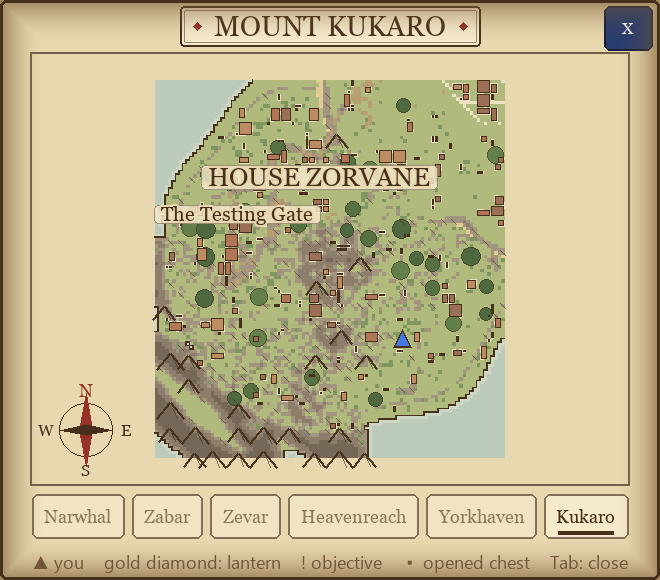 MOUNT KUKARO
X
HOUSE ZORVANE
The Testing Gate
N
W E
S
Narwhal Zabar Zevar Heavenreach Yorkhaven Kukaro
▲ you gold diamond: lantern ! objective • opened chest Tab: close